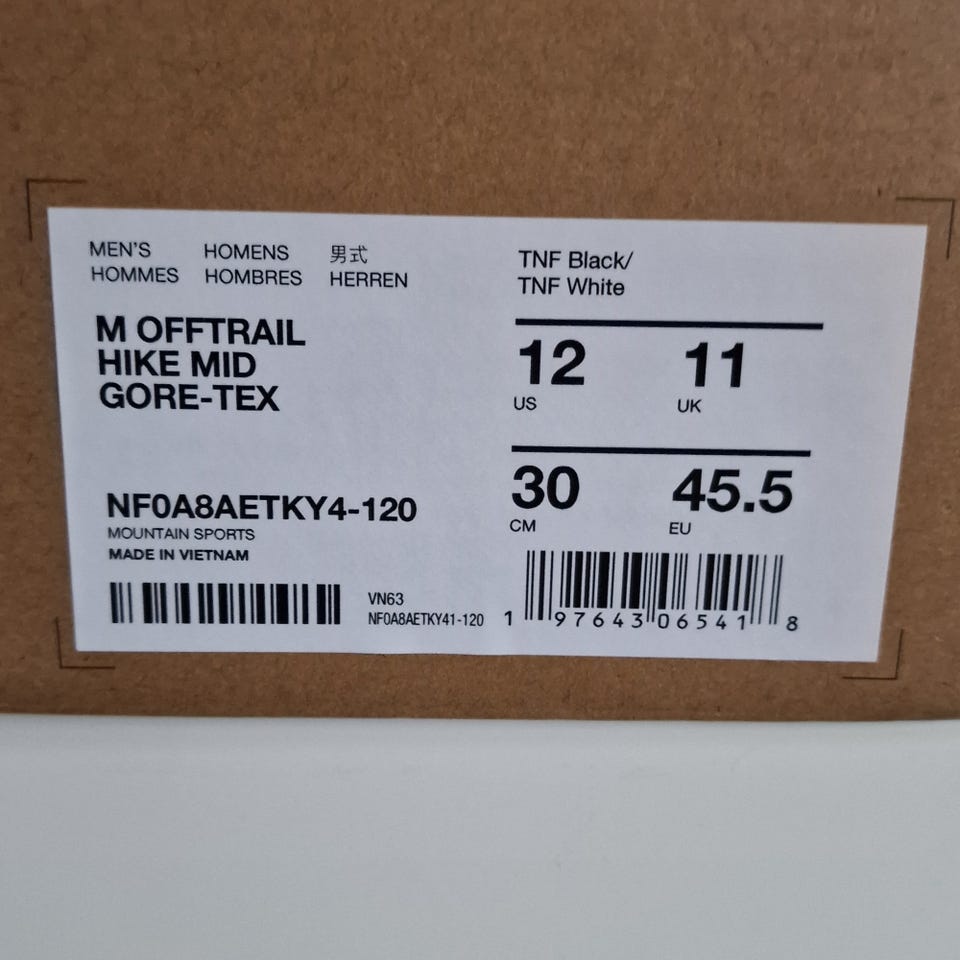 MEN'S HOMENS 男式
HOMMES HOMBRES HERREN
M OFFTRAIL
HIKE MID
GORE-TEX
NF0A8AETKY4-120
MOUNTAIN SPORTS
MADE IN VIETNAM
VN63
NF0A8AETKY41-120
TNF Black/
TNF White
12 11
US UK
30 45.5
CM EU
1 97643 06541 8